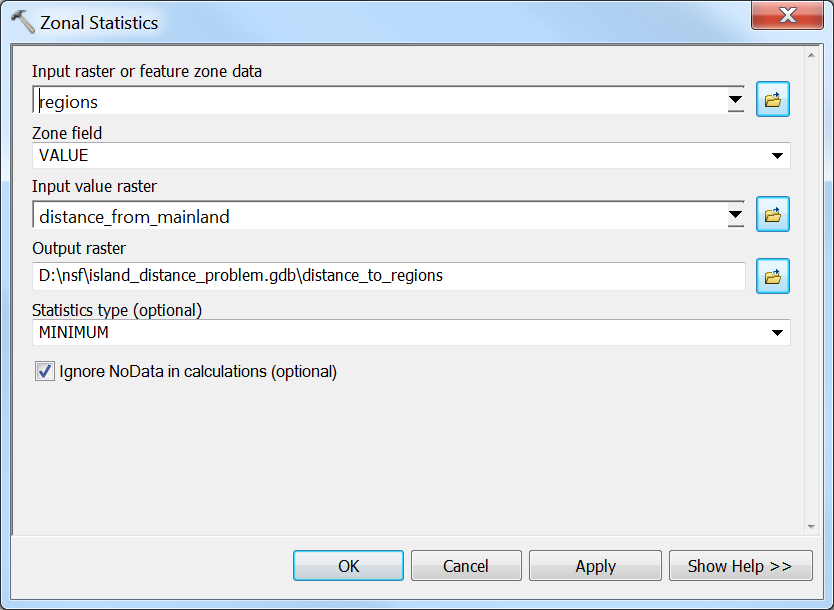 Zonal Statistics
Input raster or feature zone data
regions
Zone field
VALUE
Input value raster
distance_from_mainland
Output raster
D:\nsf\island_distance_problem.gdb\distance_to_regions
Statistics type (optional)
MINIMUM
Ignore NoData in calculations (optional)
OK Cancel Apply Show Help >>